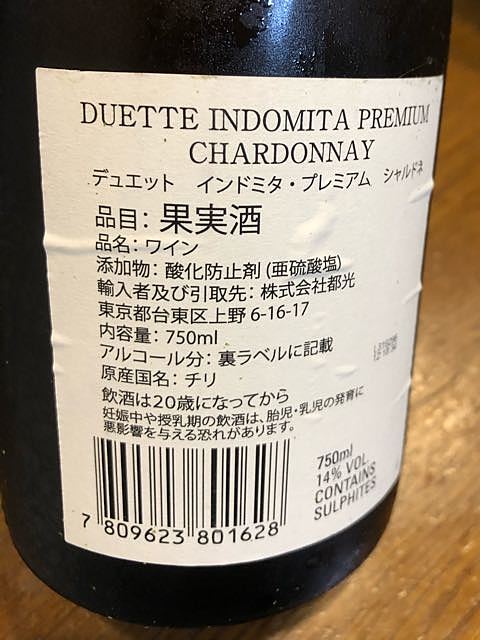 DUETTE INDOMITA PREMIUM
CHARDONNAY
デュエット インドミタ・プレミアム シャルドネ
品目: 果実酒
品名: ワイン
添加物: 酸化防止剤 (亜硫酸塩)
輸入者及び引取先: 株式会社都光
東京都台東区上野 6-16-17
内容量: 750ml
アルコール分: 裏ラベルに記載
原産国名: チリ
飲酒は20歳になってから
妊娠中や授乳期の飲酒は、胎児・乳児の発育に
悪影響を与える恐れがあります。
750ml
14% VOL.
CONTAINS
SULPHITES
7 809623 801628